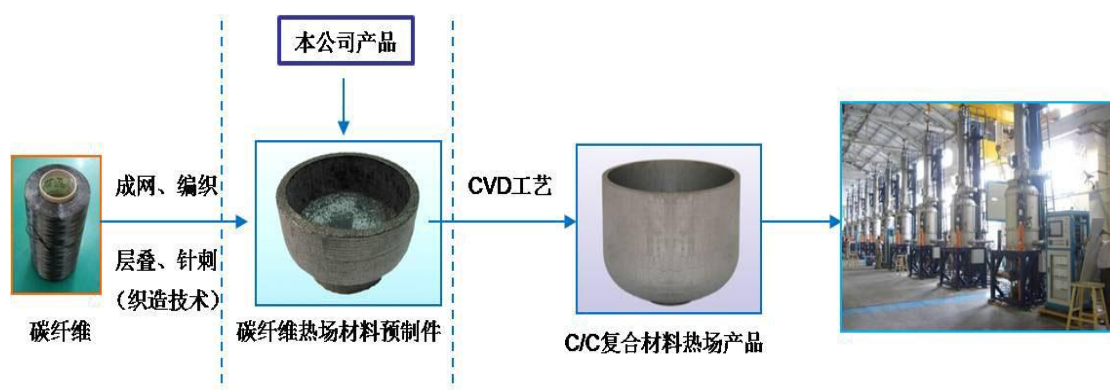 本公司产品
成网、编织
层叠、针刺
（织造技术）
碳纤维
碳纤维热场材料预制件
CVD工艺
C/C复合材料热场产品